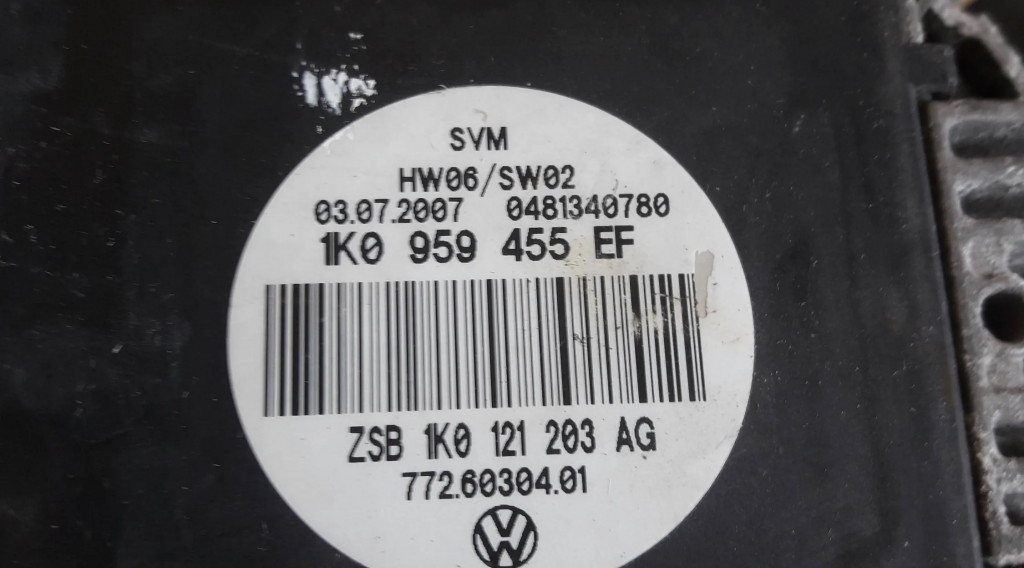 SVM
HW06/SW02
03.07.2007 0481340780
1K0 959 455 EF
ZSB 1K0 121 203 AG
772.60304.01